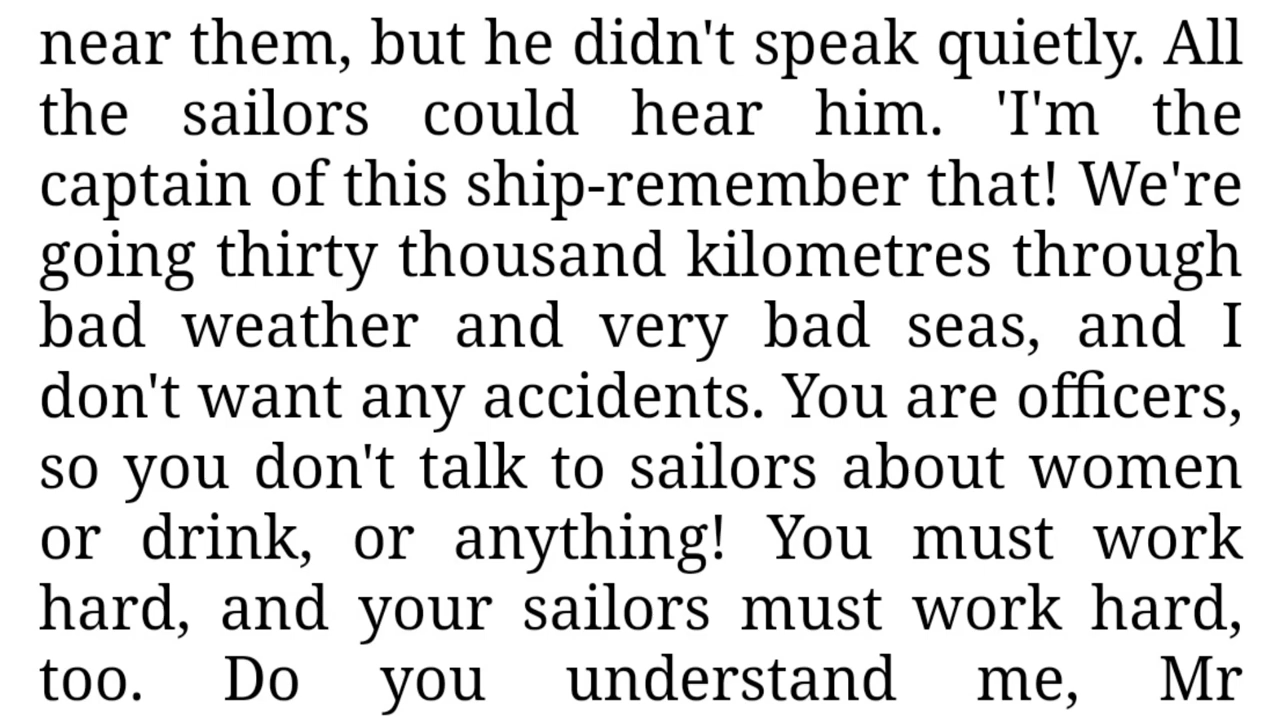 near them, but he didn't speak quietly. All
the sailors could hear him. 'I'm the
captain of this ship-remember that! We're
going thirty thousand kilometres through
bad weather and very bad seas, and I
don't want any accidents. You are officers,
so you don't talk to sailors about women
or drink, or anything! You must work
hard, and your sailors must work hard,
too. Do you understand me, Mr